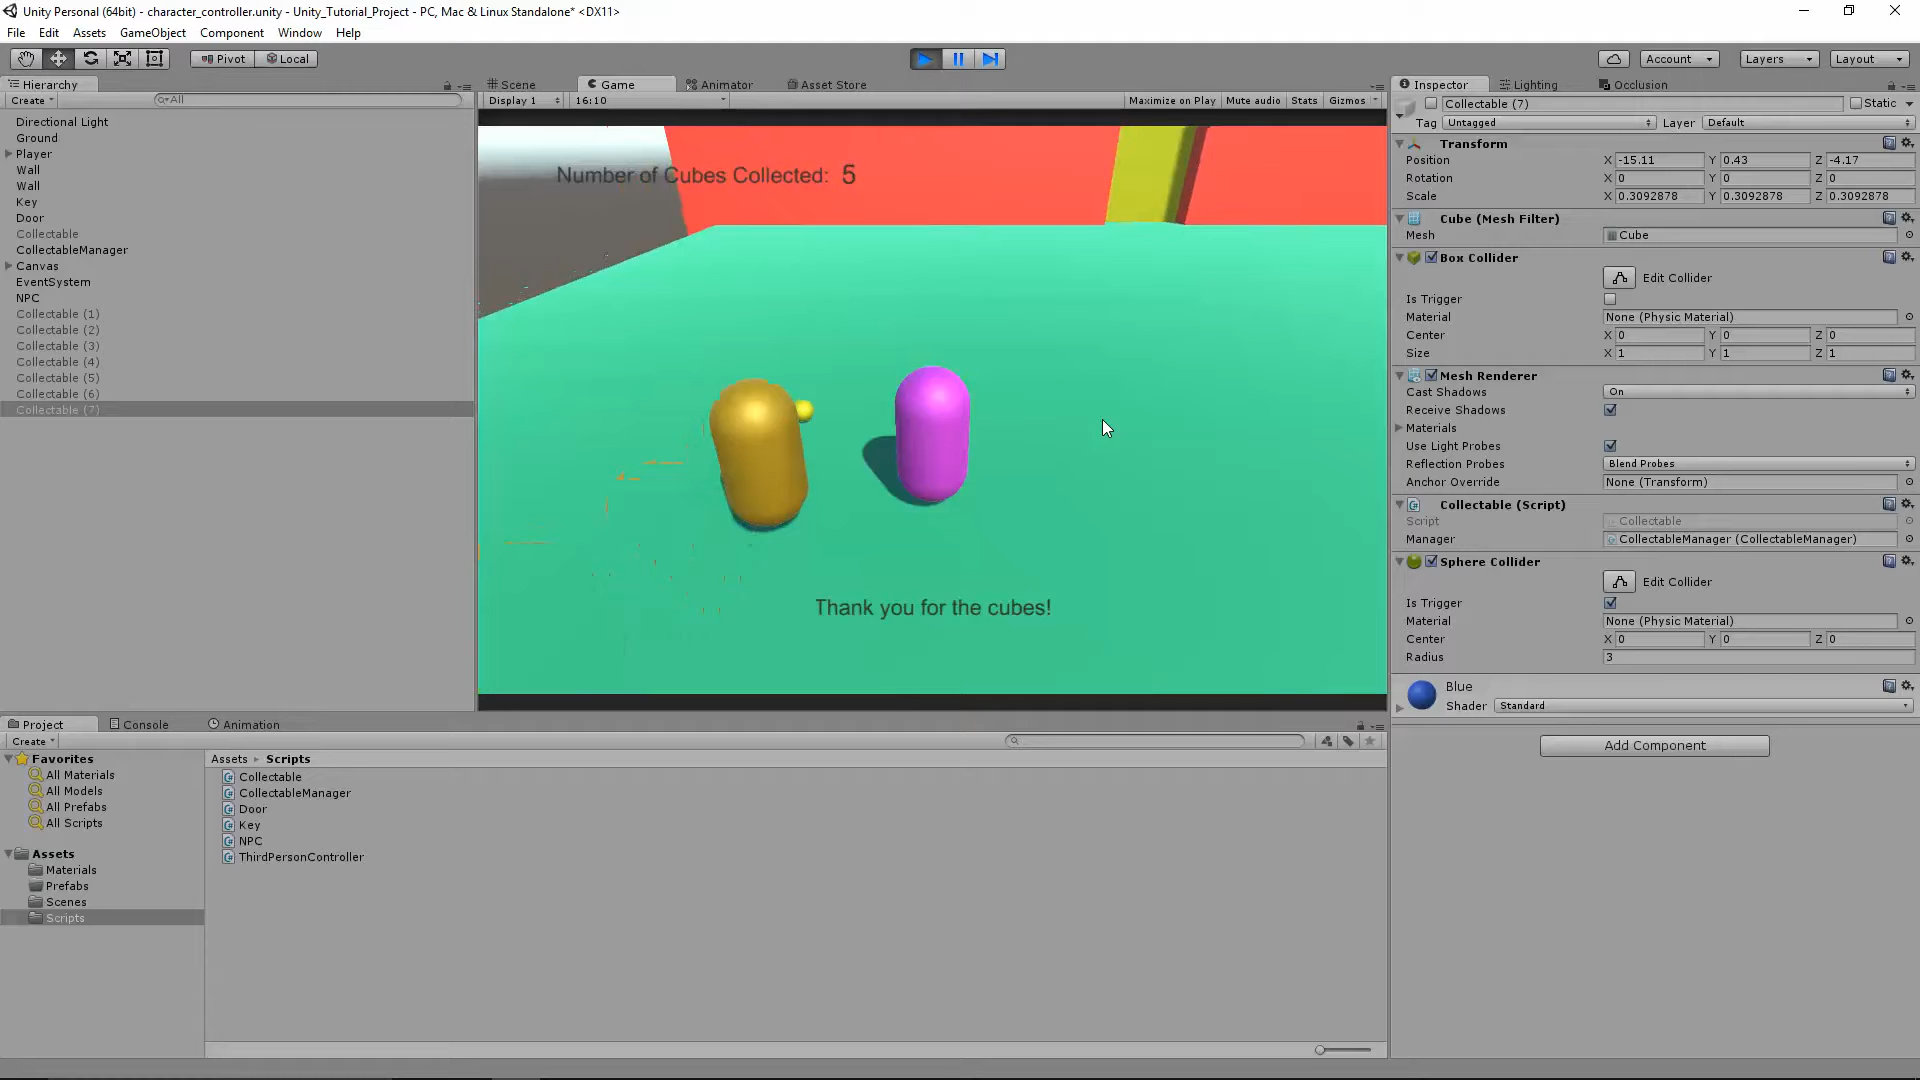 Unity Personal (64bit) - character_controller.unity - Unity_Tutorial_Project - PC, Mac & Linux Standalone* <DX11>
File Edit Assets GameObject Component Window Help
Pivot Local Account Layers Layout
Hierarchy
Create All
Directional Light
Ground
Player
Wall
Wall
Key
Door
Collectable
CollectableManager
Canvas
EventSystem
NPC
Collectable (1)
Collectable (2)
Collectable (3)
Collectable (4)
Collectable (5)
Collectable (6)
Collectable (7)
Scene Game Animator Asset Store
Display 1 16:10 Maximize on Play Mute audio Stats Gizmos
Number of Cubes Collected: 5
Thank you for the cubes!
Inspector Lighting Occlusion
Collectable (7) Static
Tag Untagged Layer Default
Transform
Position X -15.11 Y 0.43 Z -4.17
Rotation X 0 Y 0 Z 0
Scale X 0.3092878 Y 0.3092878 Z 0.3092878
Cube (Mesh Filter)
Mesh Cube
Box Collider
Edit Collider
Is Trigger
Material None (Physic Material)
Center X 0 Y 0 Z 0
Size X 1 Y 1 Z 1
Mesh Renderer
Cast Shadows On
Receive Shadows
Materials
Use Light Probes
Reflection Probes Blend Probes
Anchor Override None (Transform)
Collectable (Script)
Script Collectable
Manager CollectableManager (CollectableManager)
Sphere Collider
Edit Collider
Is Trigger
Material None (Physic Material)
Center X 0 Y 0 Z 0
Radius 3
Blue
Shader Standard
Add Component
Project Console Animation
Create
Favorites
All Materials
All Models
All Prefabs
All Scripts
Assets
Materials
Prefabs
Scenes
Scripts
Assets Scripts
Collectable
CollectableManager
Door
Key
NPC
ThirdPersonController